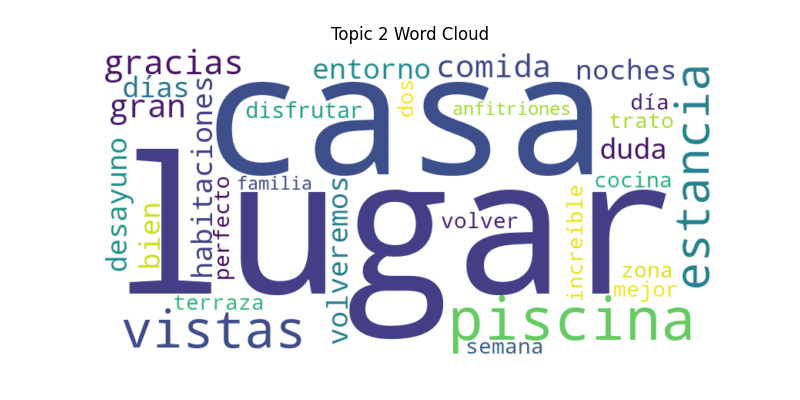 Topic 2 Word Cloud
gracias
entorno
comida
noches
días
gran
habitaciones
casa
disfrutar
dos
anfitriones
día
trato
estancia
duda
desayuno
bien
perfecto
familia
lugar
volveremos
volver
cocina
increíble
zona
mejor
terraza
vistas
piscina
semana